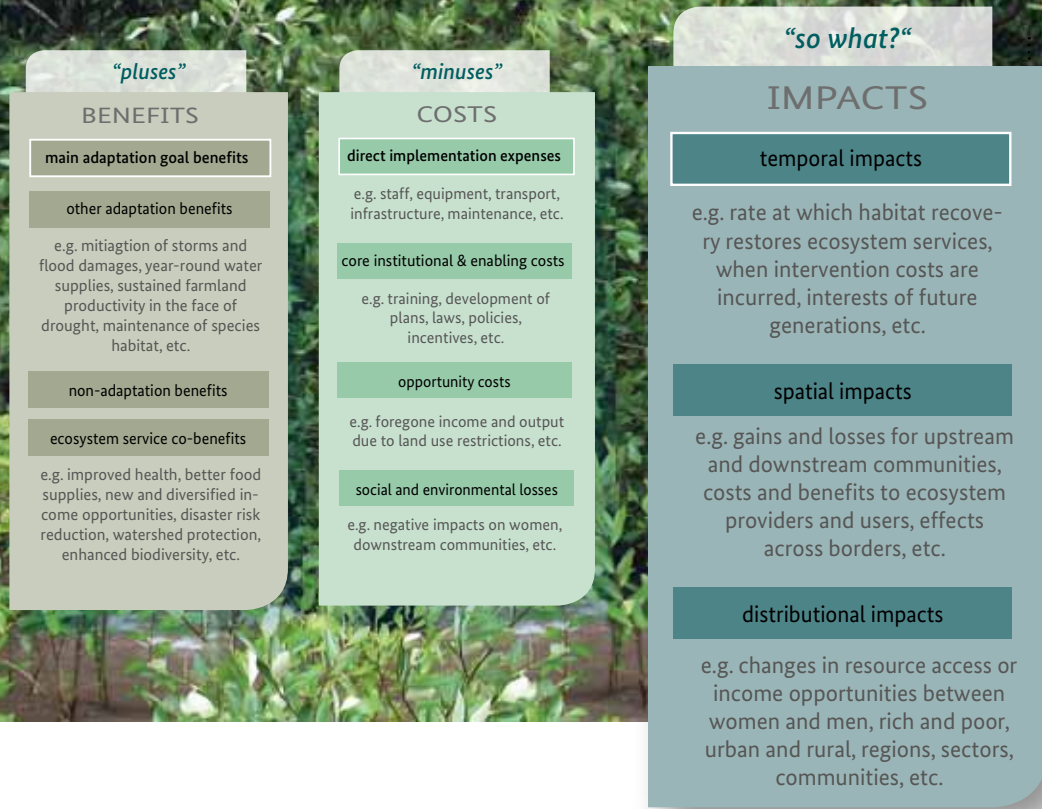 “pluses”
BENEFITS
main adaptation goal benefits
other adaptation benefits
e.g. mitiagtion of storms and
flood damages, year-round water
supplies, sustained farmland
productivity in the face of
drought, maintenance of species
habitat, etc.
non-adaptation benefits
ecosystem service co-benefits
e.g. improved health, better food
supplies, new and diversified in-
come opportunities, disaster risk
reduction, watershed protection,
enhanced biodiversity, etc.
“minuses”
COSTS
direct implementation expenses
e.g. staff, equipment, transport,
infrastructure, maintenance, etc.
core institutional & enabling costs
e.g. training, development of
plans, laws, policies,
incentives, etc.
opportunity costs
e.g. foregone income and output
due to land use restrictions, etc.
social and environmental losses
e.g. negative impacts on women,
downstream communities, etc.
“so what?“
IMPACTS
temporal impacts
e.g. rate at which habitat recove-
ry restores ecosystem services,
when intervention costs are
incurred, interests of future
generations, etc.
spatial impacts
e.g. gains and losses for upstream
and downstream communities,
costs and benefits to ecosystem
providers and users, effects
across borders, etc.
distributional impacts
e.g. changes in resource access or
income opportunities between
women and men, rich and poor,
urban and rural, regions, sectors,
communities, etc.